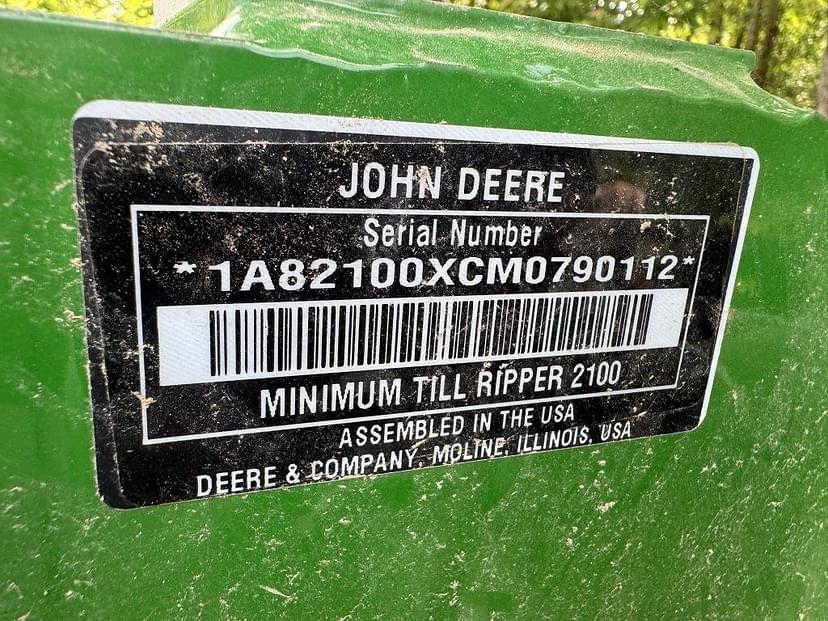 JOHN DEERE
Serial Number
*1A82100XCM0790112*
MINIMUM TILL RIPPER 2100
ASSEMBLED IN THE USA
DEERE & COMPANY, MOLINE, ILLINOIS, USA